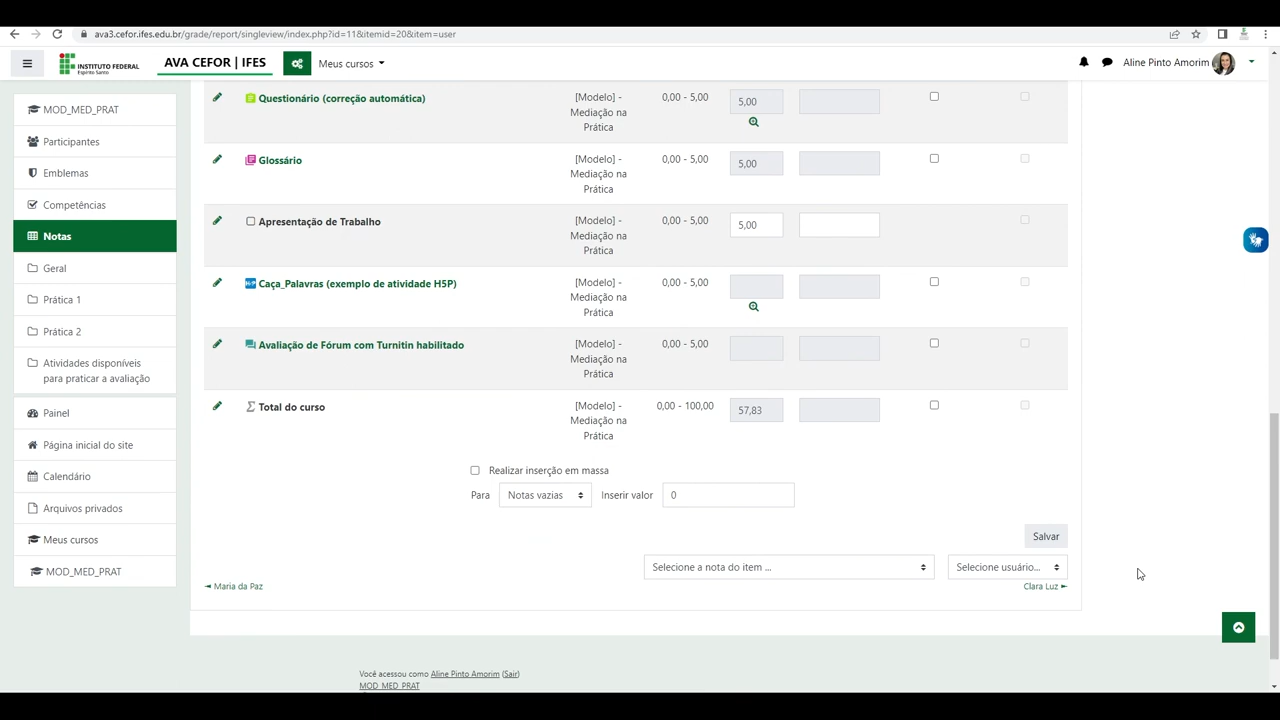 ava3.cefor.ifes.edu.br/grade/report/singleview/index.php?id=11&itemid=20&item=user
INSTITUTO FEDERAL
Espírito Santo
AVA CEFOR | IFES
Meus cursos
Aline Pinto Amorim
MOD_MED_PRAT
Participantes
Emblemas
Competências
Notas
Geral
Prática 1
Prática 2
Atividades disponíveis
para praticar a avaliação
Painel
Página inicial do site
Calendário
Arquivos privados
Meus cursos
MOD_MED_PRAT
Questionário (correção automática)
[Modelo] -
Mediação na
Prática
0,00 - 5,00
5,00
Glossário
[Modelo] -
Mediação na
Prática
0,00 - 5,00
5,00
Apresentação de Trabalho
[Modelo] -
Mediação na
Prática
0,00 - 5,00
5,00
H5P
Caça_Palavras (exemplo de atividade H5P)
[Modelo] -
Mediação na
Prática
0,00 - 5,00
Avaliação de Fórum com Turnitin habilitado
[Modelo] -
Mediação na
Prática
0,00 - 5,00
Total do curso
[Modelo] -
Mediação na
Prática
0,00 - 100,00
57,83
Realizar inserção em massa
Para Notas vazias Inserir valor 0
Salvar
Selecione a nota do item ... Selecione usuário...
◄ Maria da Paz
Clara Luz ►
Você acessou como Aline Pinto Amorim (Sair)
MOD_MED_PRAT